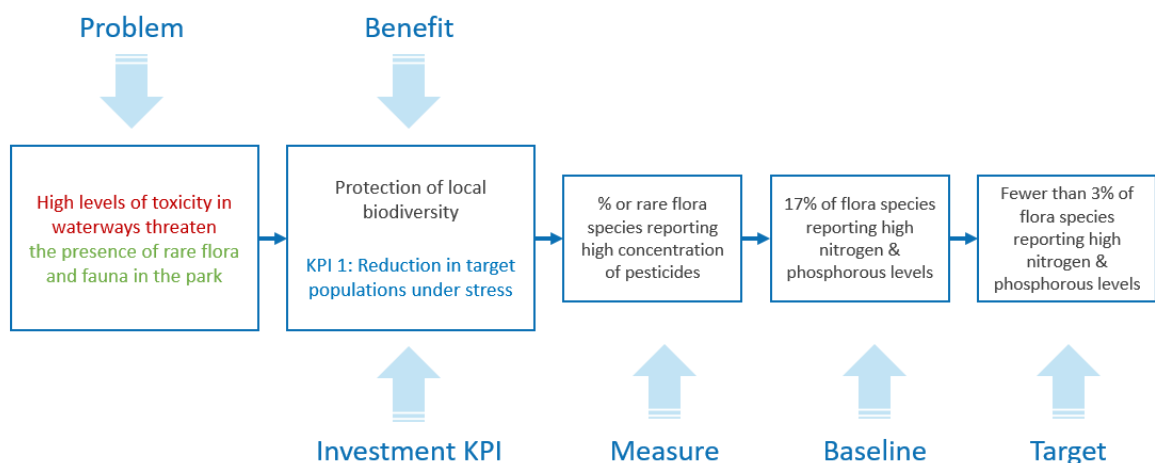 Problem
Benefit
High levels of toxicity in
waterways threaten
the presence of rare flora
and fauna in the park
Protection of local
biodiversity
KPI 1: Reduction in target
populations under stress
% or rare flora
species reporting
high concentration
of pesticides
17% of flora species
reporting high
nitrogen &
phosphorous levels
Fewer than 3% of
flora species
reporting high
nitrogen &
phosphorous levels
Investment KPI
Measure
Baseline
Target